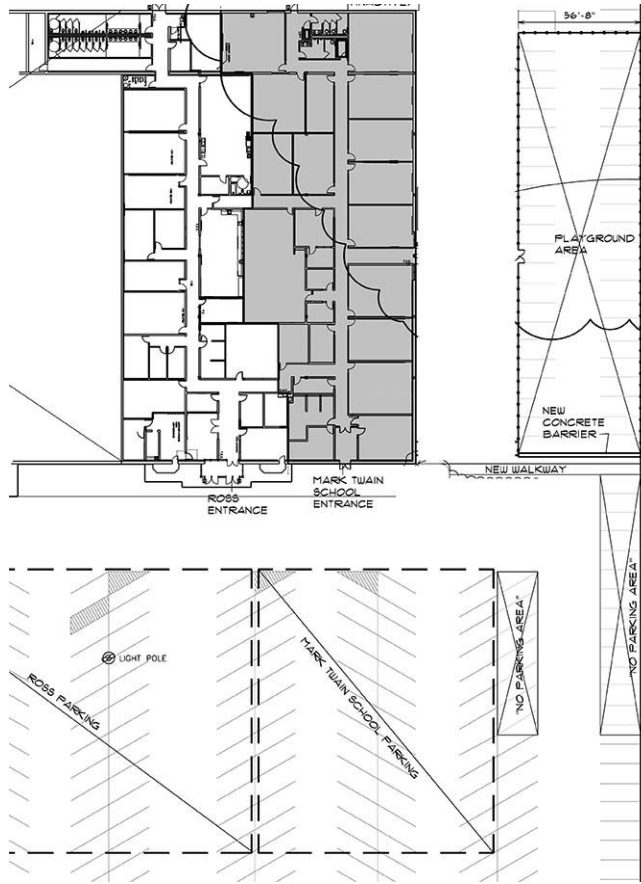 56'-8"
PLAYGROUND
AREA
NEW
CONCRETE
BARRIER
NEW WALKWAY
ROSS
ENTRANCE
MARK TWAIN
SCHOOL
ENTRANCE
LIGHT POLE
ROSS PARKING
MARK TWAIN SCHOOL PARKING
"NO PARKING AREA"
"NO PARKING AREA"